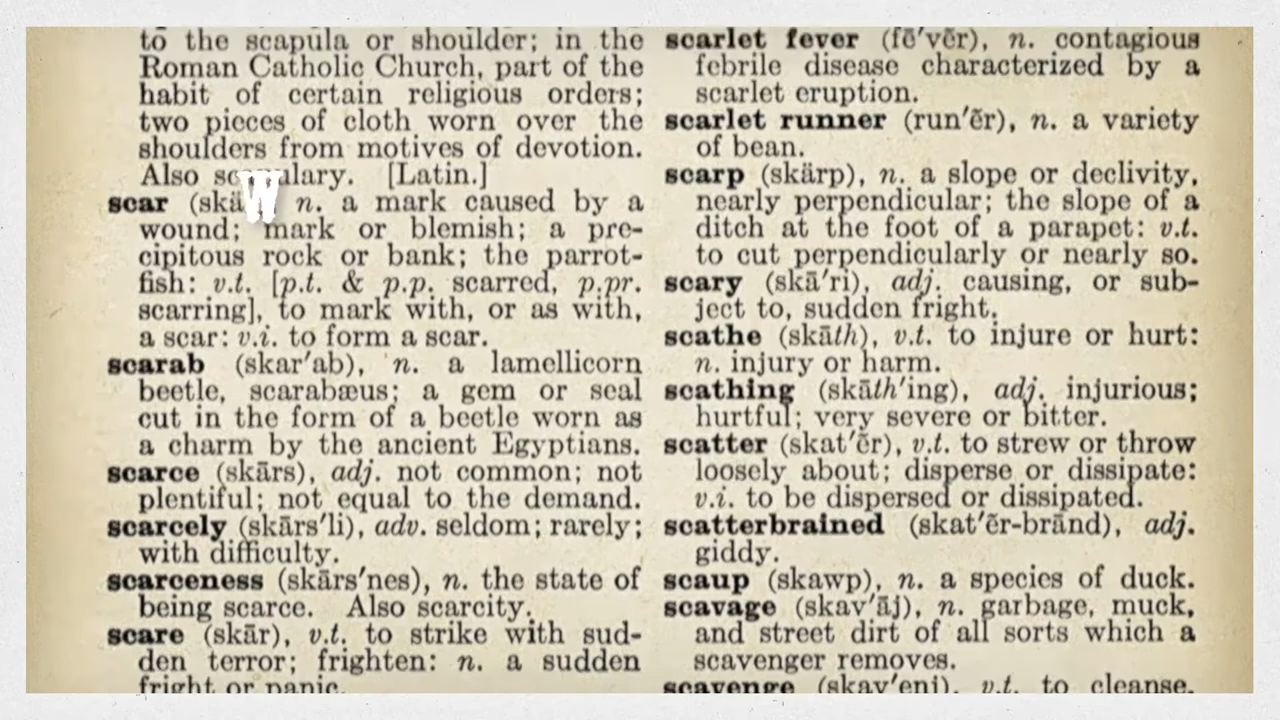 to the scapula or shoulder; in the
Roman Catholic Church, part of the
habit of certain religious orders;
two pieces of cloth worn over the
shoulders from motives of devotion.
Also lary. [Latin.]
W
scar n. a mark caused by a
wound; mark or blemish; a pre-
cipitous rock or bank; the parrot-
fish: v.t. [p.t. & p.p. scarred, p.pr.
scarring], to mark with, or as with,
a scar: v.i. to form a scar.
scarab (skar′ab), n. a lamellicorn
beetle, scarabæus; a gem or seal
cut in the form of a beetle worn as
a charm by the ancient Egyptians.
scarce (skārs), adj. not common; not
plentiful; not equal to the demand.
scarcely (skārs′li), adv. seldom; rarely;
with difficulty.
scarceness (skārs′nes), n. the state of
being scarce. Also scarcity.
scare (skār), v.t. to strike with sud-
den terror; frighten: n. a sudden
fright or panic.
scarlet fever (fē′vẽr), n. contagious
febrile disease characterized by a
scarlet eruption.
scarlet runner (run′ẽr), n. a variety
of bean.
scarp (skärp), n. a slope or declivity,
nearly perpendicular; the slope of a
ditch at the foot of a parapet: v.t.
to cut perpendicularly or nearly so.
scary (skā′ri), adj. causing, or sub-
ject to, sudden fright.
scathe (skāth), v.t. to injure or hurt:
n. injury or harm.
scathing (skāth′ing), adj. injurious;
hurtful; very severe or bitter.
scatter (skat′ẽr), v.t. to strew or throw
loosely about; disperse or dissipate:
v.i. to be dispersed or dissipated.
scatterbrained (skat′ẽr-brānd), adj.
giddy.
scaup (skawp), n. a species of duck.
scavage (skav′āj), n. garbage, muck,
and street dirt of all sorts which a
scavenger removes.
scavenge (skav′enj), v.t. to cleanse,